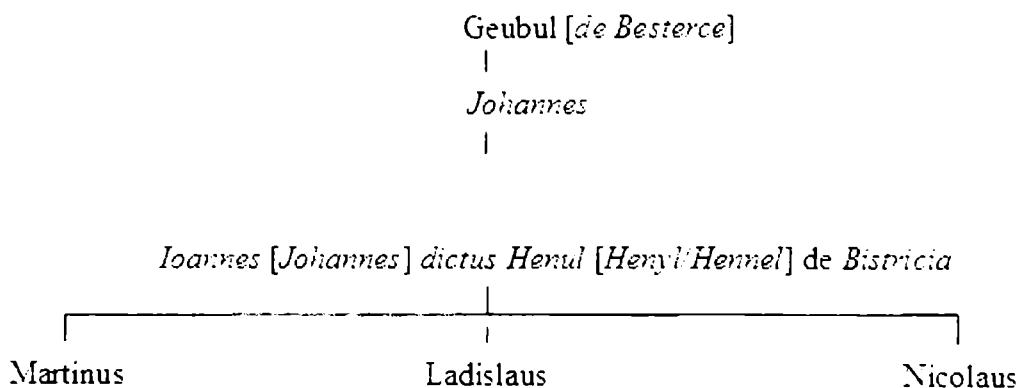 Geubul [de Besterce]
Johannes
Ioannes [Johannes] dictus Henul [Henyl/Hennel] de Bistricia
Martinus Ladislaus Nicolaus